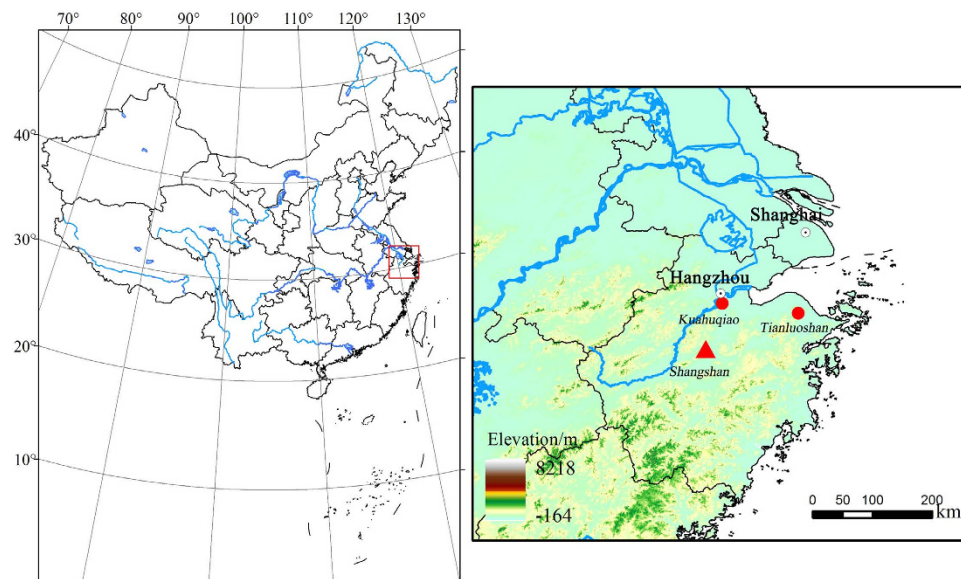 70° 80° 90° 100° 110° 120° 130°
40°
30°
20°
10°
Shanghai
Hangzhou
Kuahuqiao
Tianluoshan
Shangshan
Elevation/m
8218
-164
0 50 100 200
km